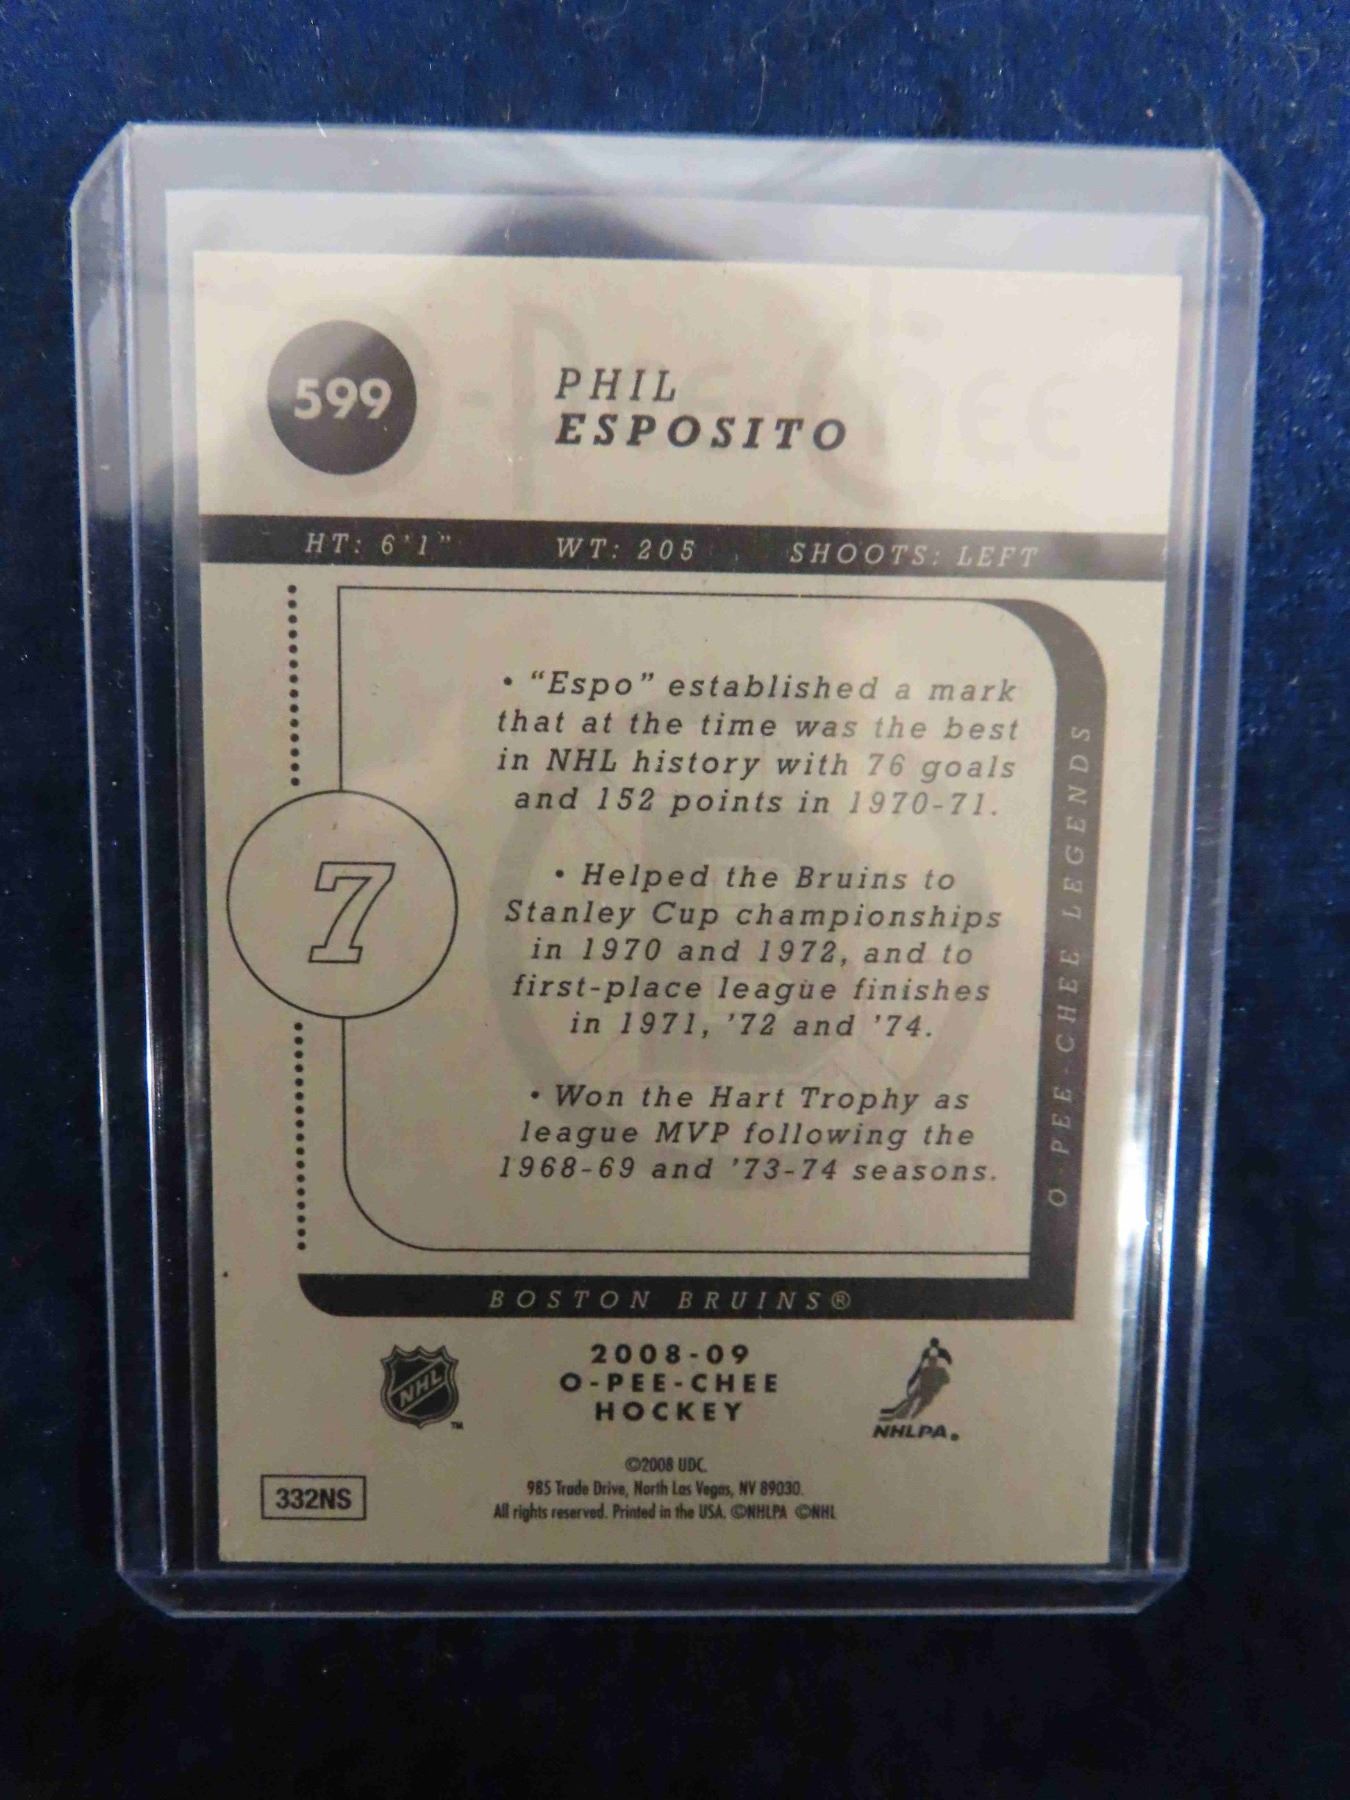 599
PHIL
ESPOSITO
HT: 6'1"
WT: 205
SHOOTS: LEFT
• "Espo" established a mark
that at the time was the best
in NHL history with 76 goals
and 152 points in 1970-71.
• Helped the Bruins to
Stanley Cup championships
in 1970 and 1972, and to
first-place league finishes
in 1971, '72 and '74.
• Won the Hart Trophy as
league MVP following the
1968-69 and '73-74 seasons.
7
O-PEE-CHEE LEGENDS
BOSTON BRUINS®
NHL
™
2008-09
O-PEE-CHEE
HOCKEY
NHLPA®
©2008 UDC.
985 Trade Drive, North Las Vegas, NV 89030.
All rights reserved. Printed in the USA. ©NHLPA ©NHL
332NS
O-Pee-Chee
B